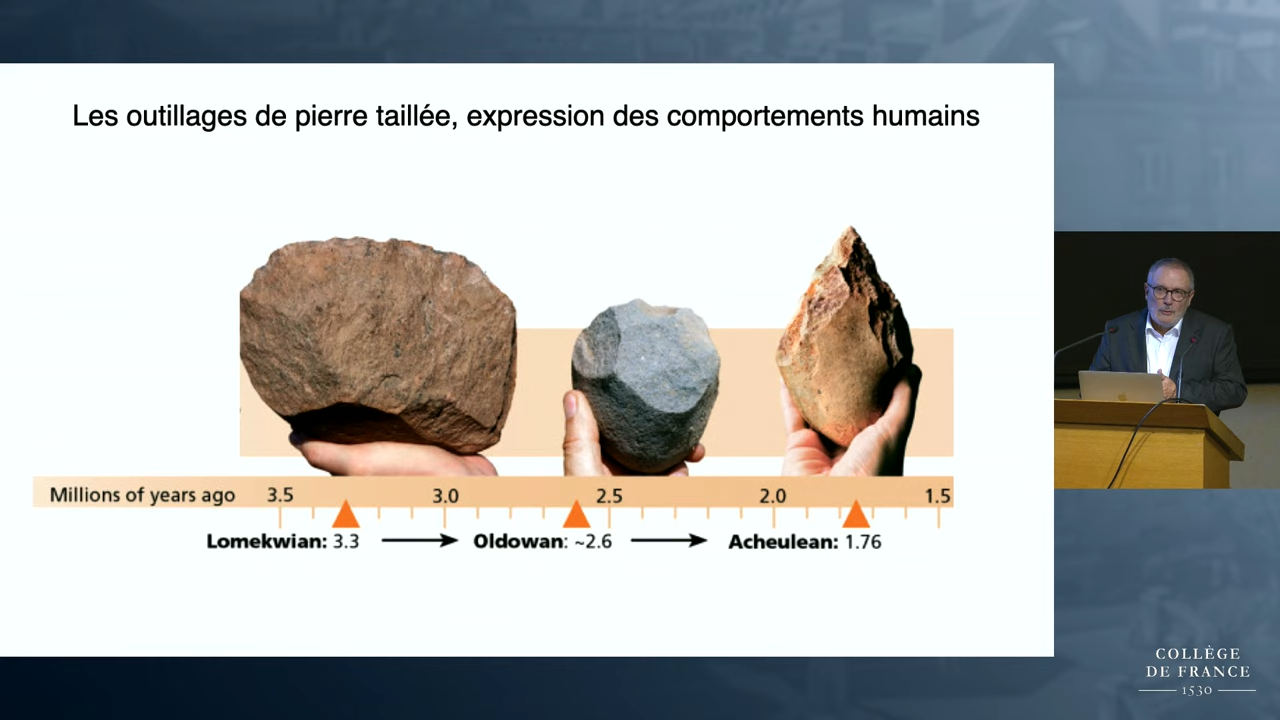 Les outillages de pierre taillée, expression des comportements humains
Millions of years ago 3.5 3.0 2.5 2.0 1.5
Lomekwian: 3.3 Oldowan: ~2.6 Acheulean: 1.76
COLLÈGE
DE FRANCE
1530